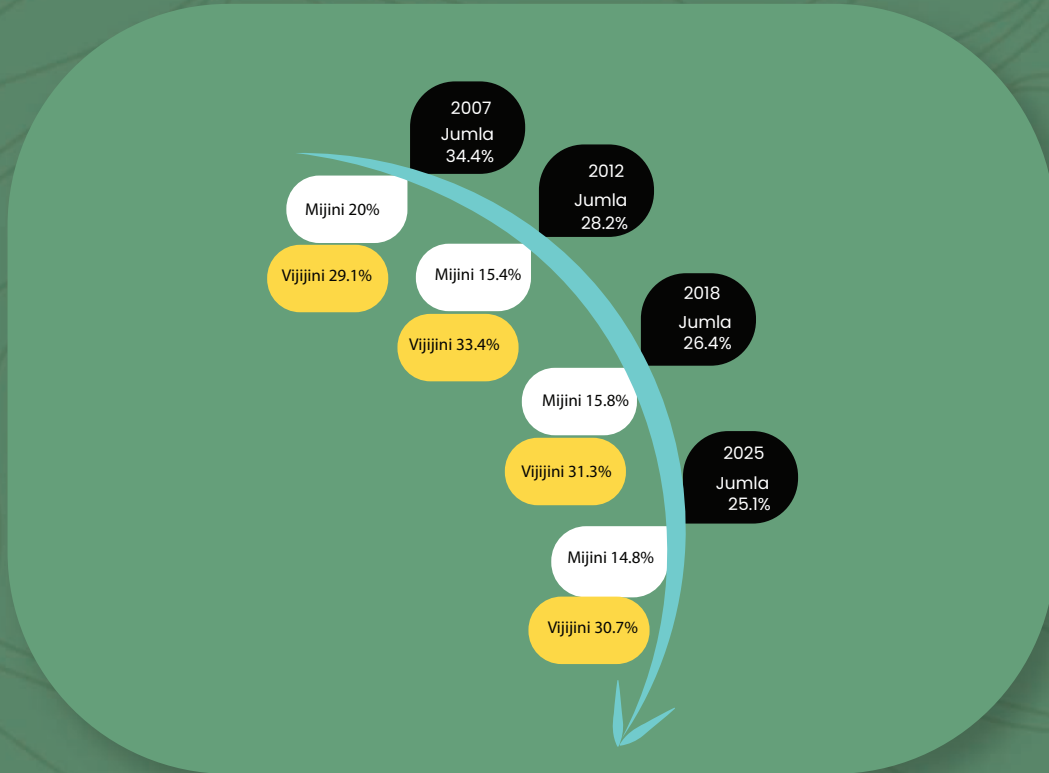 2007
Jumla
34.4%
Mijini 20%
Vijijini 29.1%
2012
Jumla
28.2%
Mijini 15.4%
Vijijini 33.4%
2018
Jumla
26.4%
Mijini 15.8%
Vijijini 31.3%
2025
Jumla
25.1%
Mijini 14.8%
Vijijini 30.7%